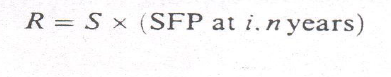 R = S × (SFP at i. n years)